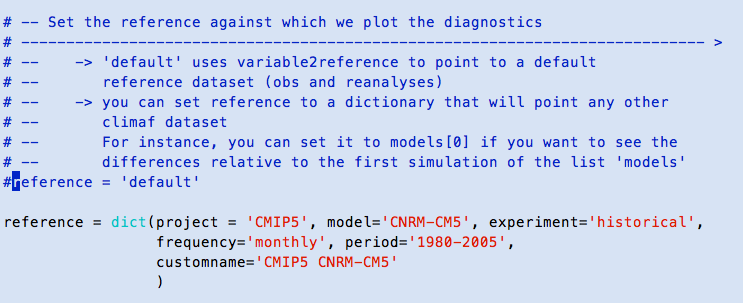 # -- Set the reference against which we plot the diagnostics
# --------------------------------------------------------------------------------- >
# --    -> 'default' uses variable2reference to point to a default
# --       reference dataset (obs and reanalyses)
# --    -> you can set reference to a dictionary that will point any other
# --       climaf dataset
# --       For instance, you can set it to models[0] if you want to see the
# --       differences relative to the first simulation of the list 'models'
#reference = 'default'
reference = dict(project = 'CMIP5', model='CNRM-CM5', experiment='historical',
                 frequency='monthly', period='1980-2005',
                 customname='CMIP5 CNRM-CM5'
                 )